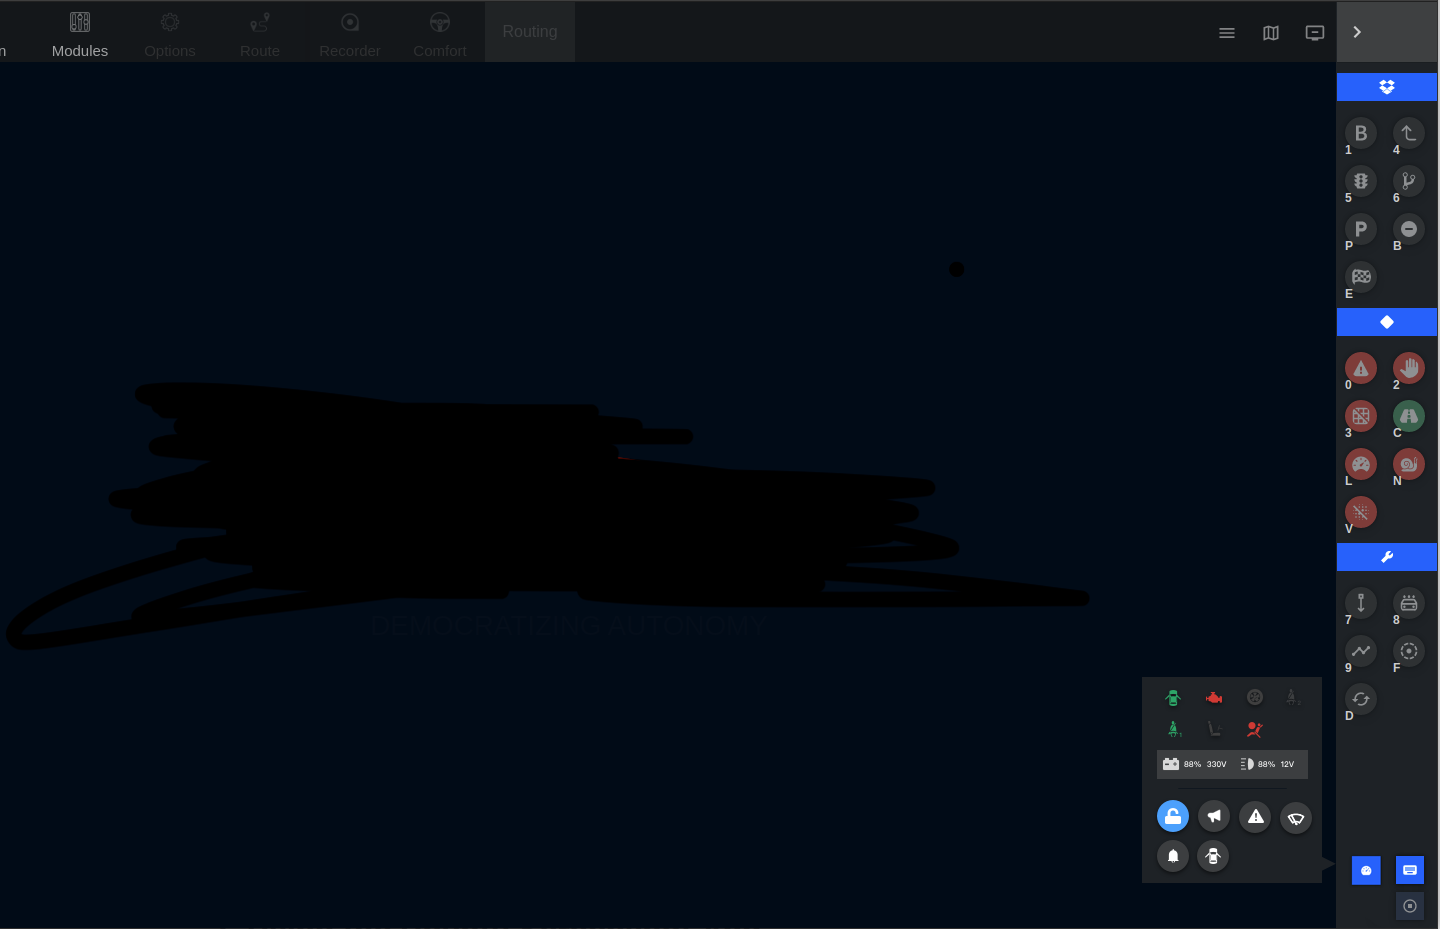 n Modules Options Route Recorder Comfort Routing
1 4
5 6
P B
P B
E
0 2
3 C
L N
V
DEMOCRATIZING AUTONOMY
7 8
9 F
D
88% 330V 88% 12V